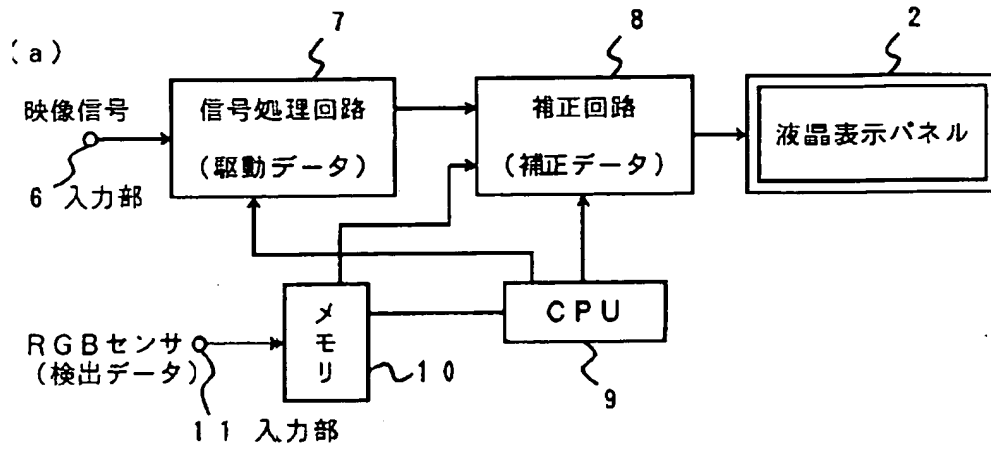 (a)
7
8
2
映像信号
信号処理回路
(駆動データ)
補正回路
(補正データ)
液晶表示パネル
6 入力部
メモリ
CPU
RGBセンサ
(検出データ)
10
9
11 入力部